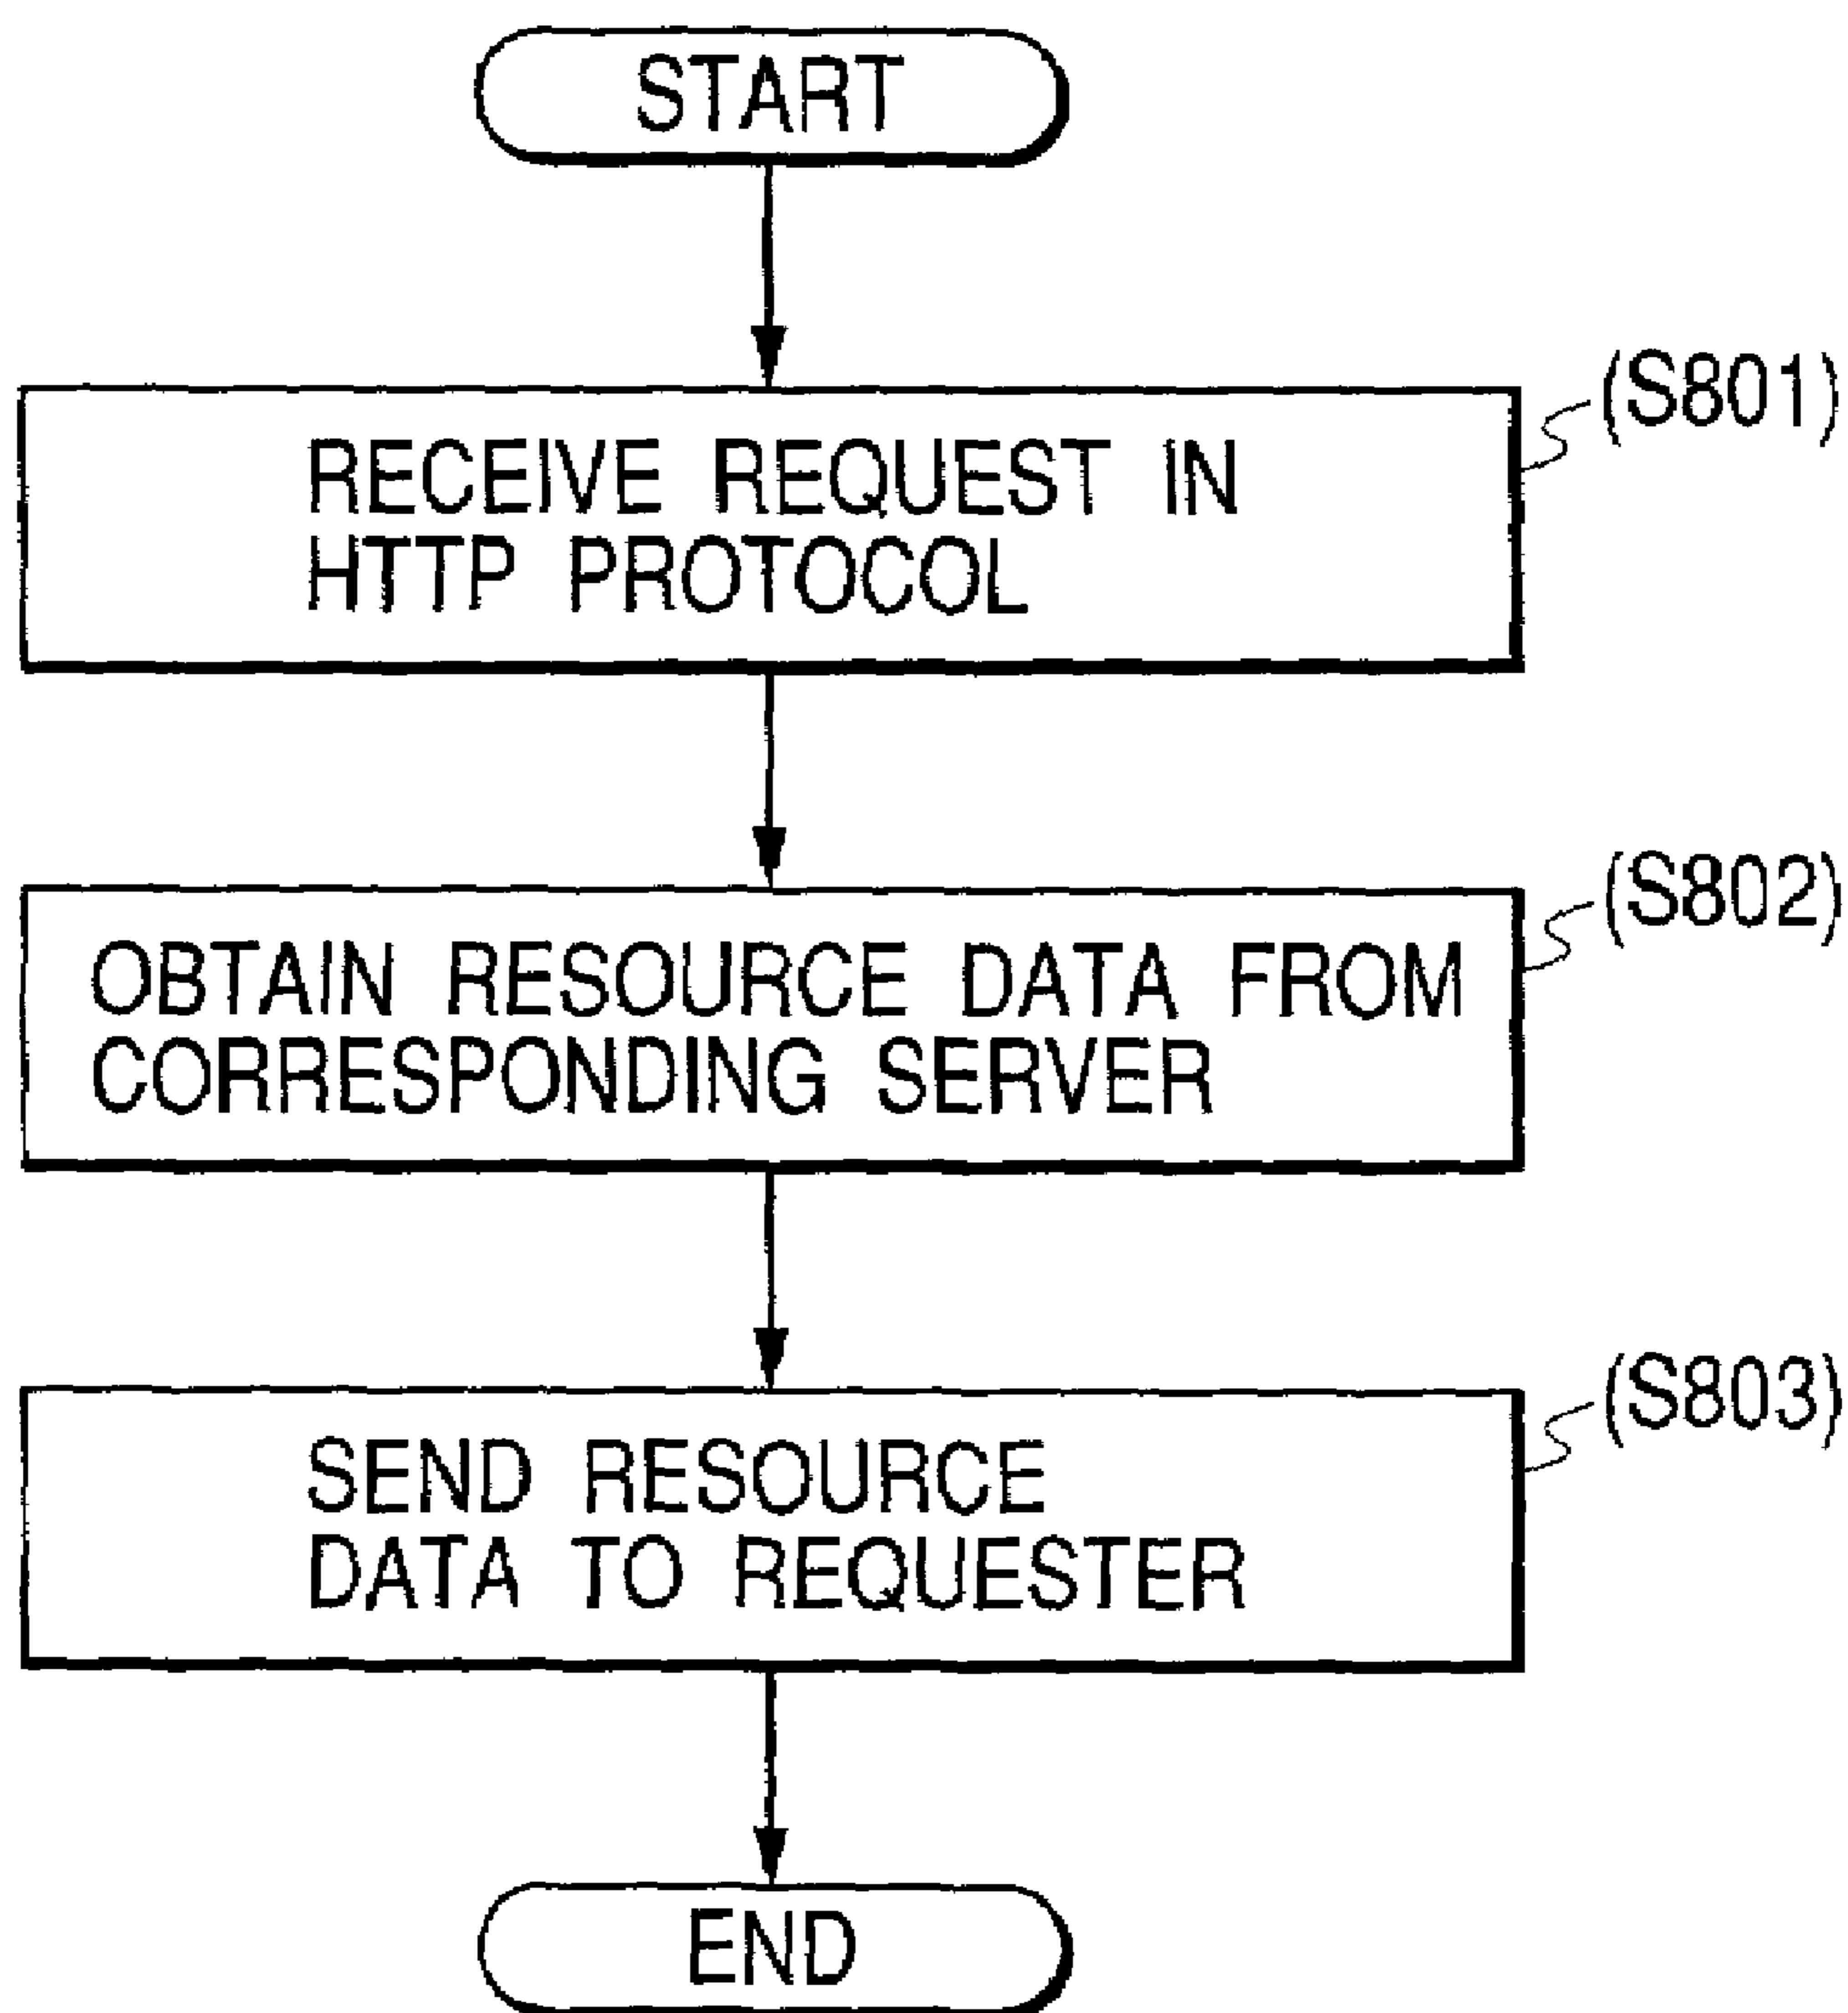 START
(S801)
RECEIVE REQUEST IN
HTTP PROTOCOL
(S802)
OBTAIN RESOURCE DATA FROM
CORRESPONDING SERVER
(S803)
SEND RESOURCE
DATA TO REQUESTER
END